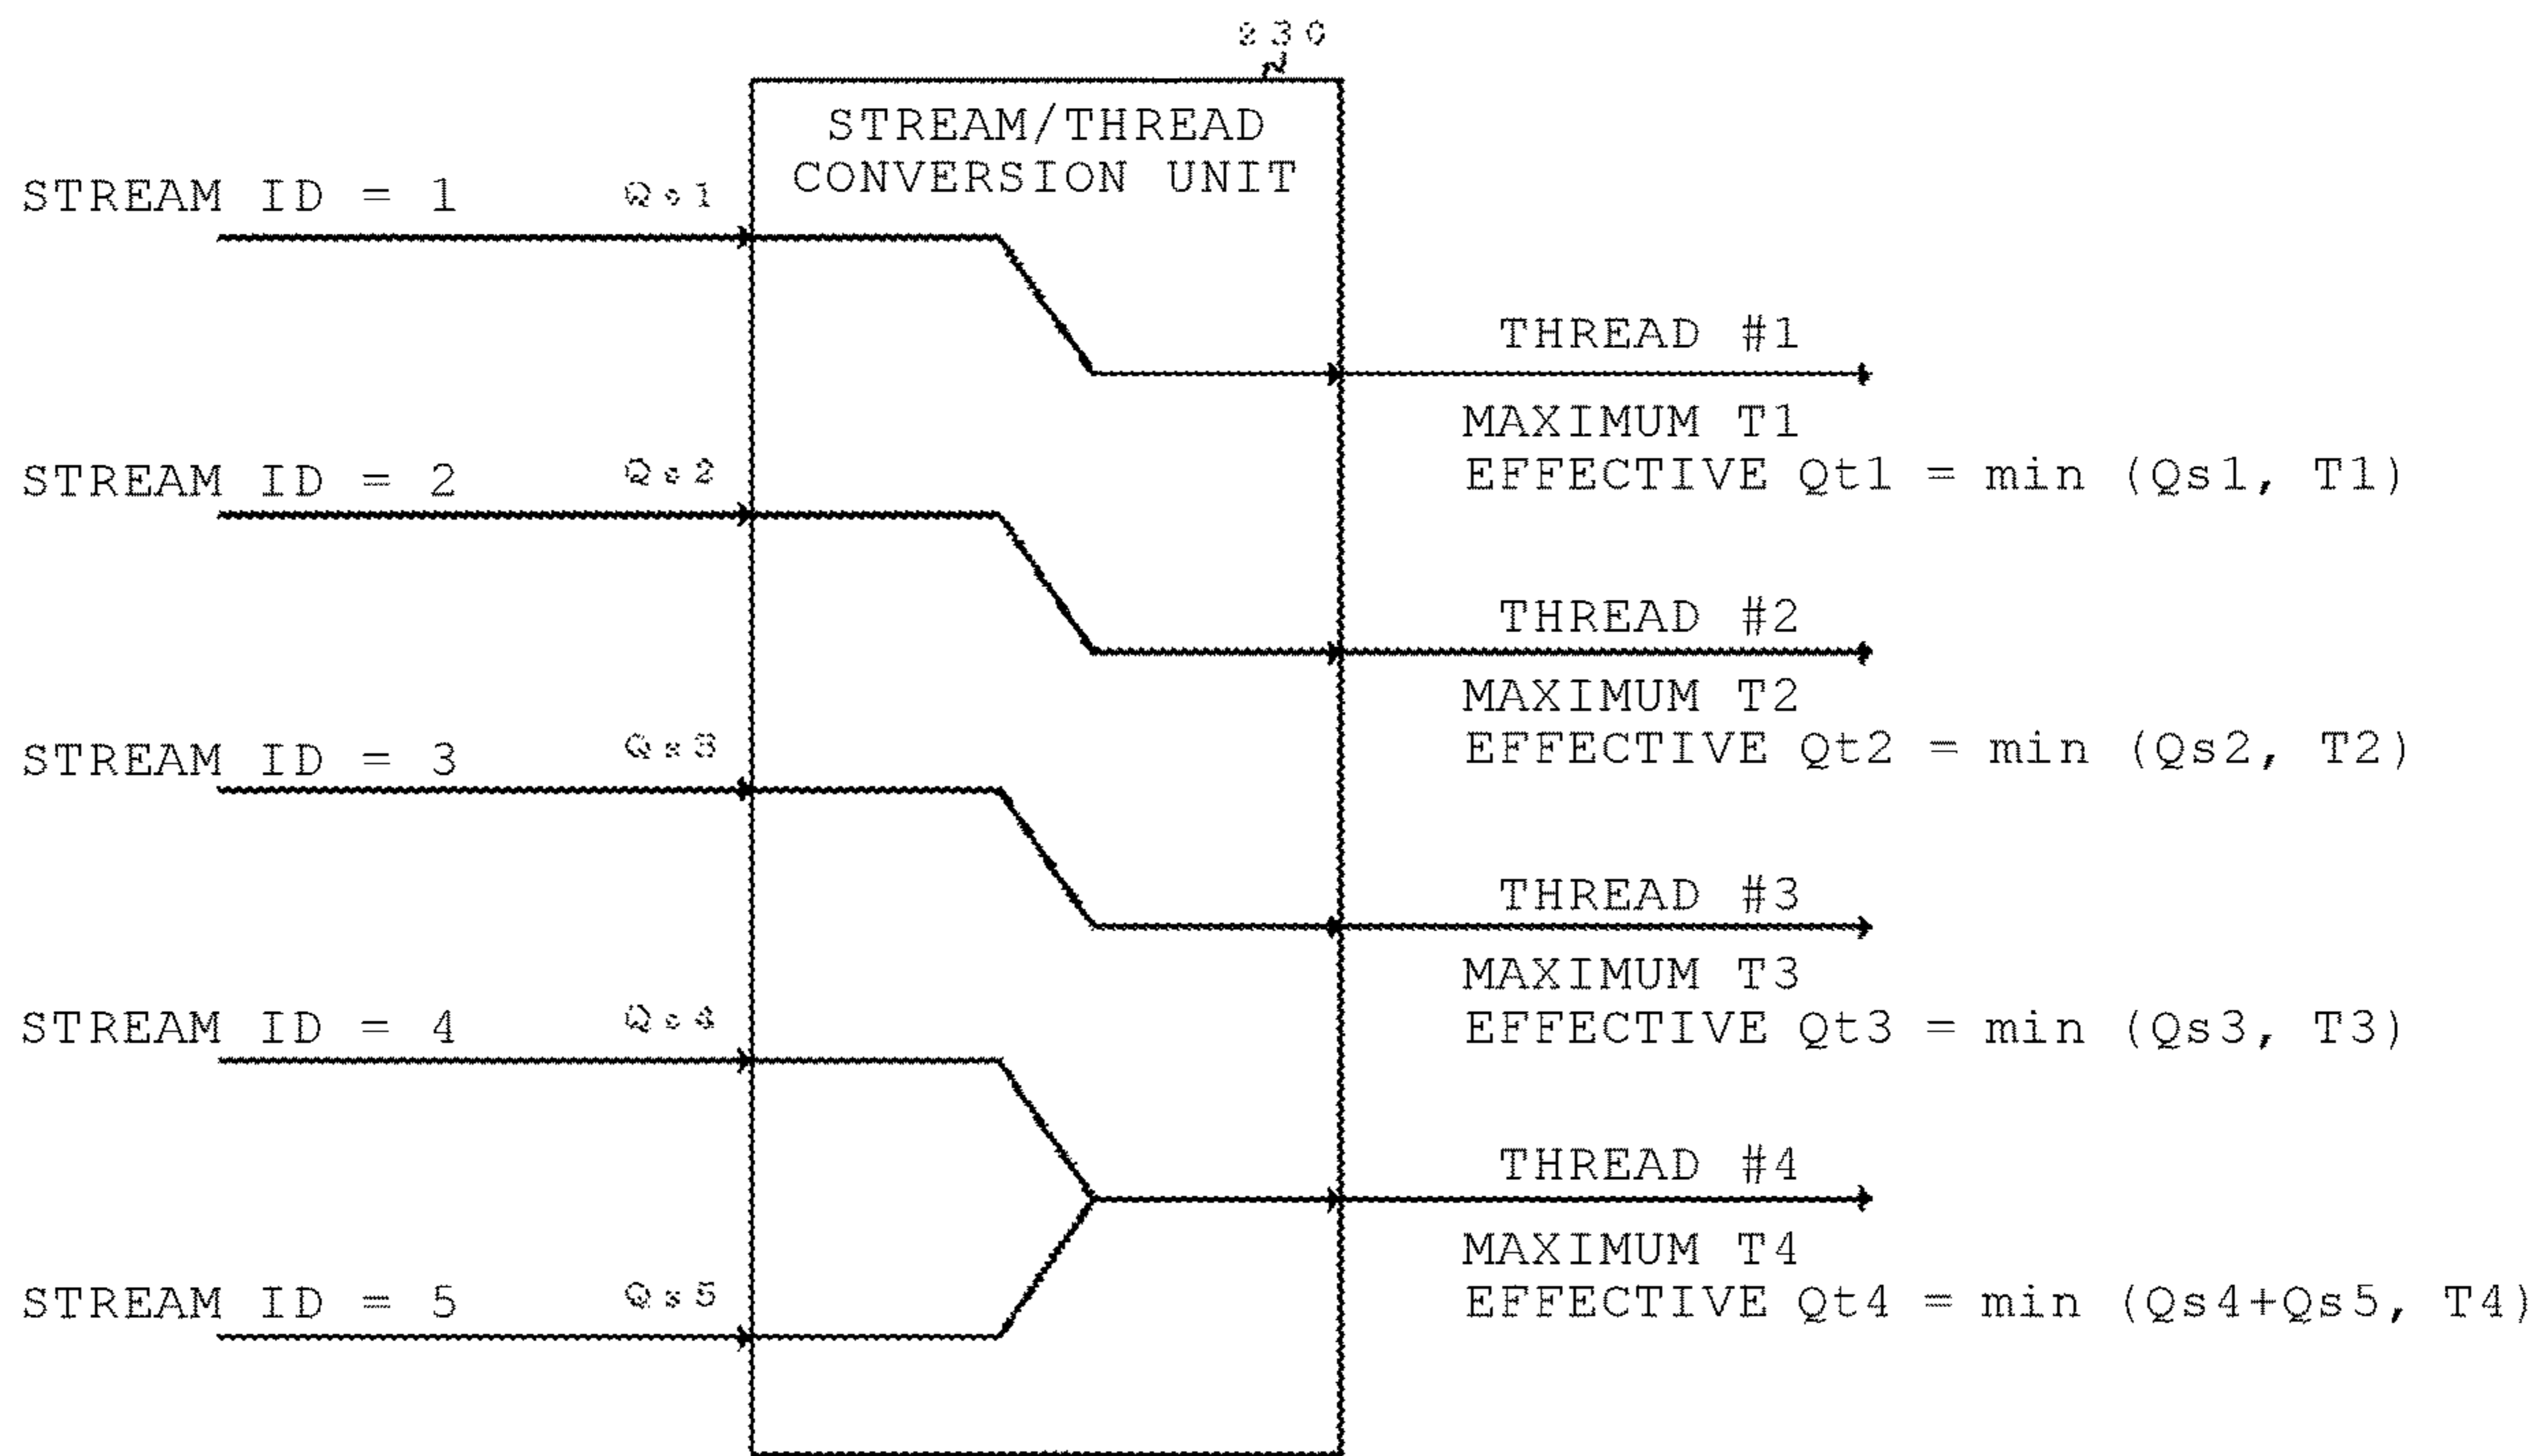 STREAM/THREAD
CONVERSION UNIT
STREAM ID = 1
Qs1
THREAD #1
MAXIMUM T1
EFFECTIVE Qt1 = min (Qs1, T1)
STREAM ID = 2
Qs2
THREAD #2
MAXIMUM T2
EFFECTIVE Qt2 = min (Qs2, T2)
STREAM ID = 3
Qs3
THREAD #3
MAXIMUM T3
EFFECTIVE Qt3 = min (Qs3, T3)
STREAM ID = 4
Qs4
THREAD #4
MAXIMUM T4
EFFECTIVE Qt4 = min (Qs4+Qs5, T4)
STREAM ID = 5
Qs5